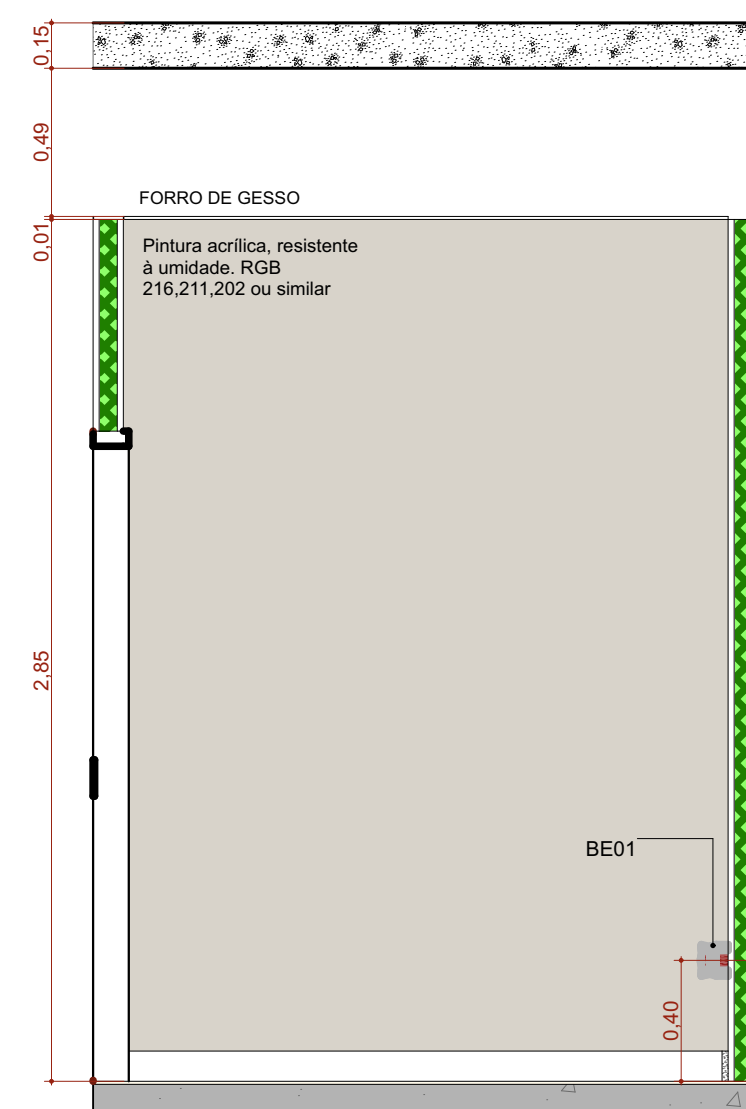 0,15
0,49
FORRO DE GESSO
0,01
Pintura acrílica, resistente
à umidade. RGB
216,211,202 ou similar
2,85
BE01
0,40